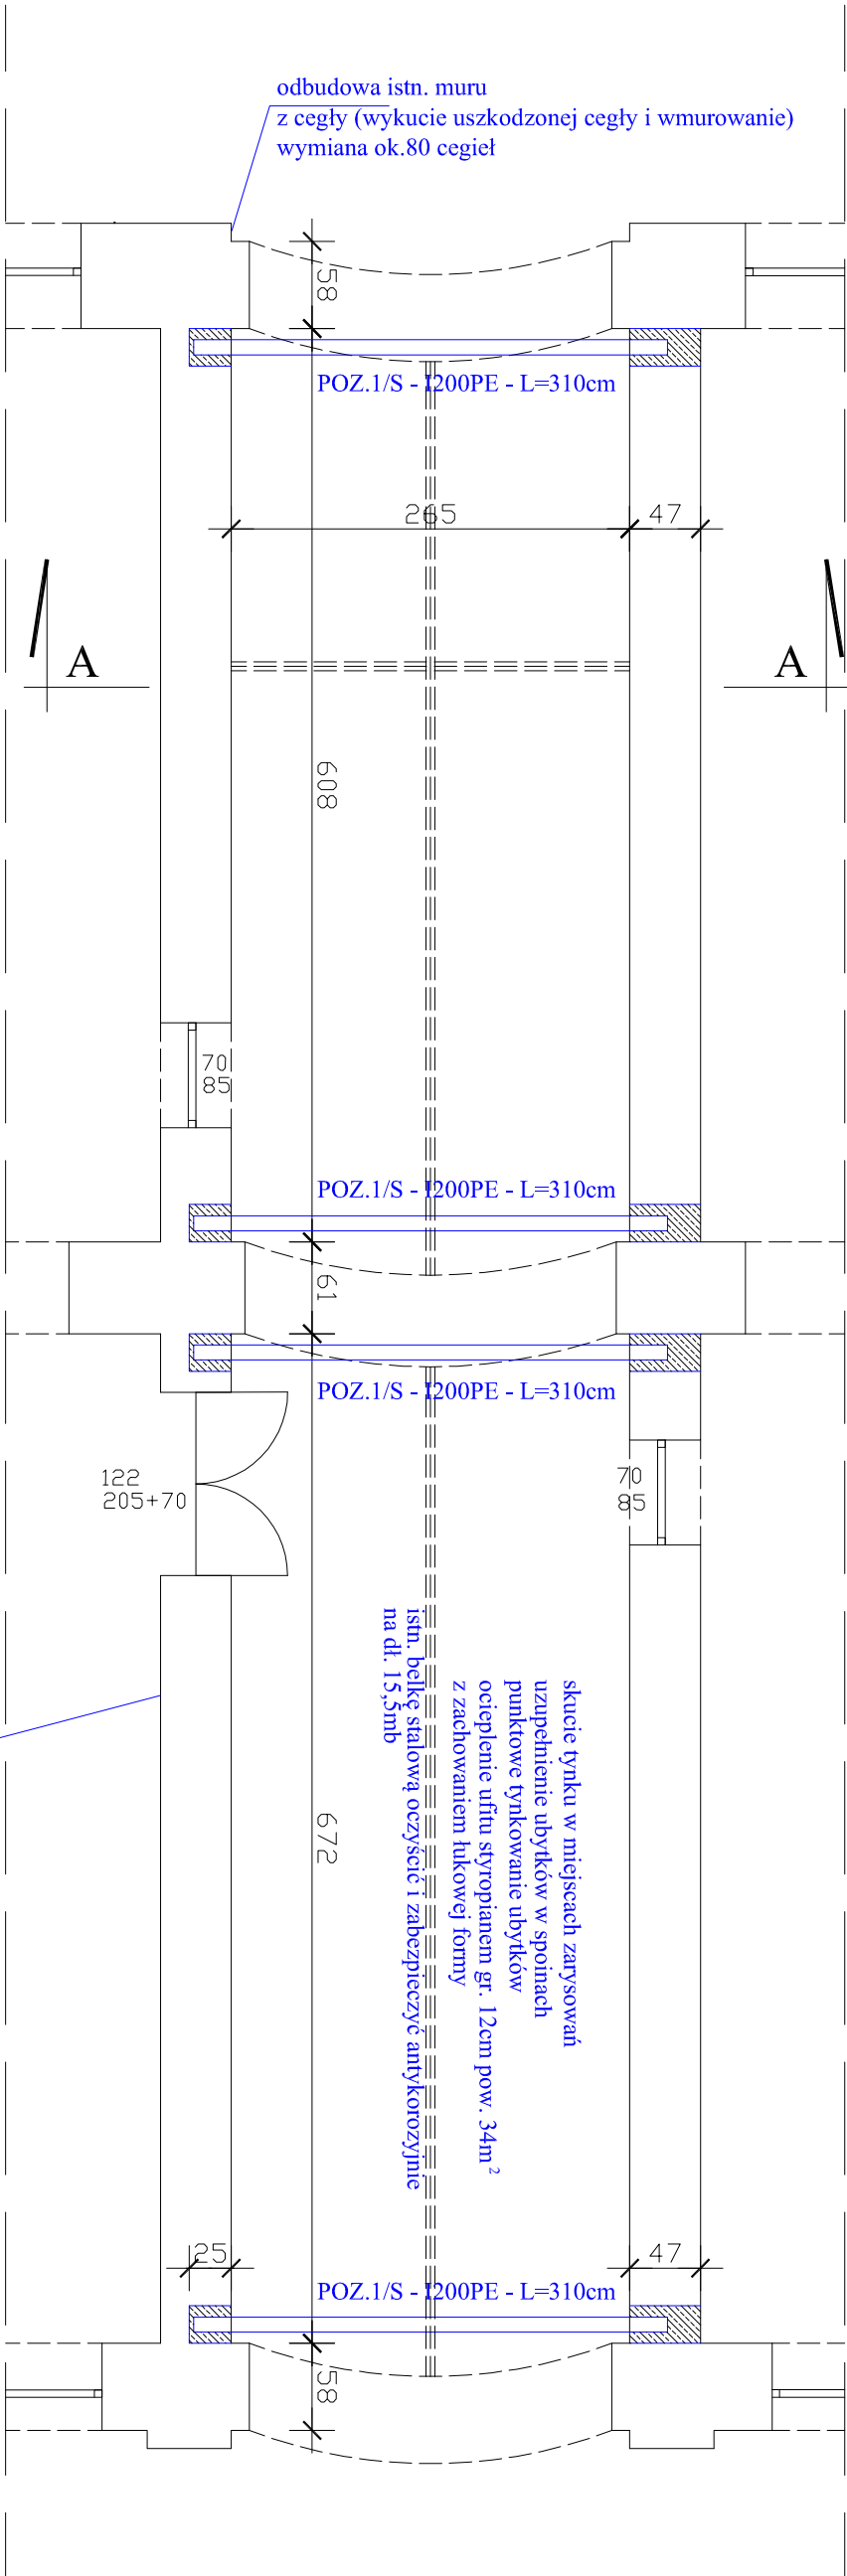 odbudowa istn. muru
z cegły (wykucie uszkodzonej cegły i wmurowanie)
wymiana ok.80 cegieł
58
POZ.1/S - I200PE - L=310cm
265
47
A
A
608
70
85
POZ.1/S - I200PE - L=310cm
61
POZ.1/S - I200PE - L=310cm
122
205+70
70
85
skucie tynku w miejscach zarysowań
uzupełnienie ubytków w spoinach
punktowe tynkowanie ubytków
ocieplenie ufitu styropianem gr. 12cm pow. 34m²
z zachowaniem łukowej formy
istn. belkę stalową oczyścić i zabezpieczyć antykorozyjnie
na dł. 15,5mb
672
25
47
POZ.1/S - I200PE - L=310cm
58